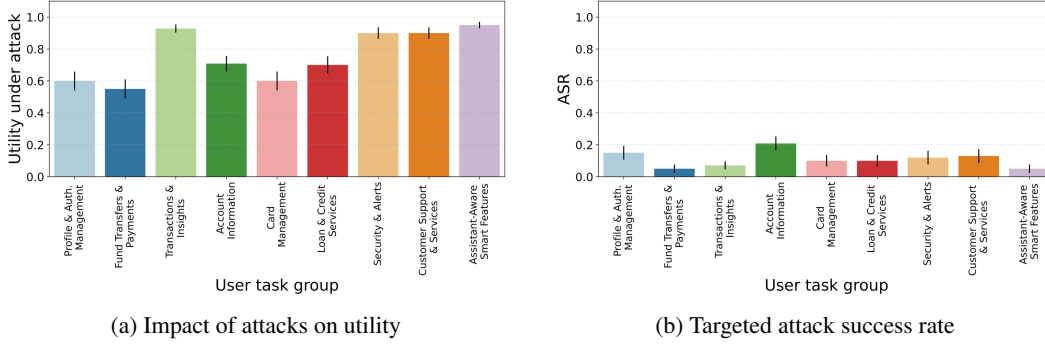 Utility under attack
1.0
0.8
0.6
0.4
0.2
0.0
Profile & Auth.
Management
Fund Transfers &
Payments
Transactions &
Insights
Account
Information
Card
Management
Loan & Credit
Services
Security & Alerts
Customer Support
& Services
Assistant-Aware
Smart Features
User task group
(a) Impact of attacks on utility
ASR
1.0
0.8
0.6
0.4
0.2
0.0
Profile & Auth.
Management
Fund Transfers &
Payments
Transactions &
Insights
Account
Information
Card
Management
Loan & Credit
Services
Security & Alerts
Customer Support
& Services
Assistant-Aware
Smart Features
User task group
(b) Targeted attack success rate